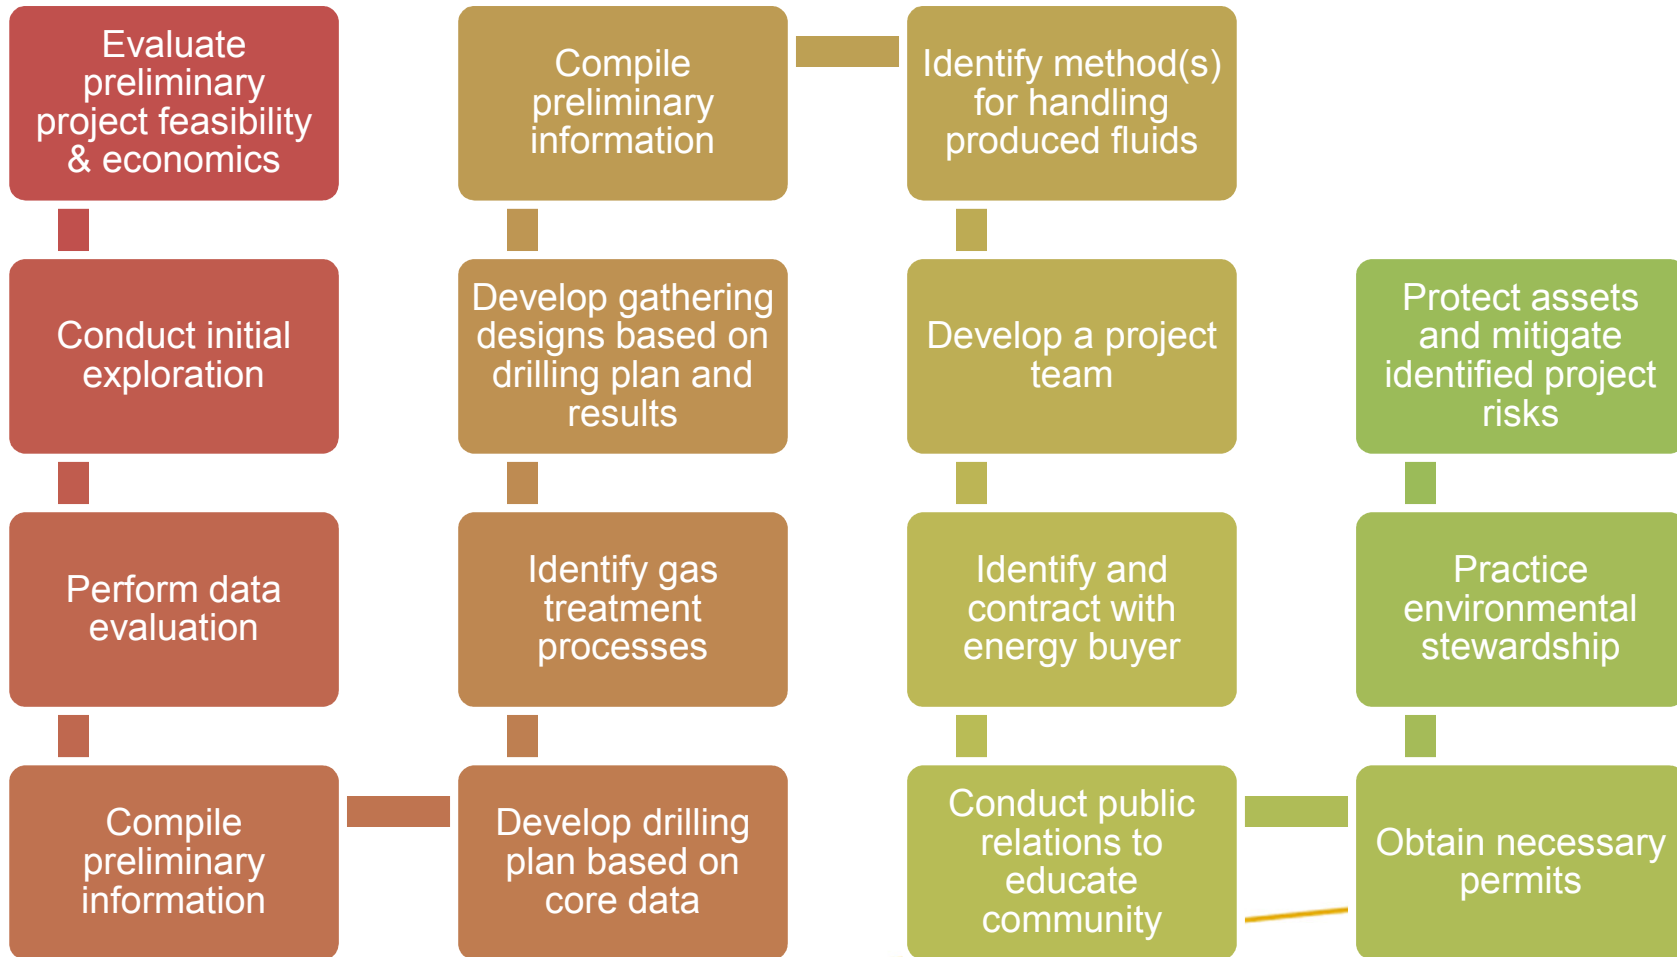 Evaluate
preliminary
project feasibility
& economics
Conduct initial
exploration
Perform data
evaluation
Compile
preliminary
information
Develop drilling
plan based on
core data
Identify gas
treatment
processes
Develop gathering
designs based on
drilling plan and
results
Compile
preliminary
information
Identify method(s)
for handling
produced fluids
Develop a project
team
Identify and
contract with
energy buyer
Conduct public
relations to
educate
community
Obtain necessary
permits
Practice
environmental
stewardship
Protect assets
and mitigate
identified project
risks